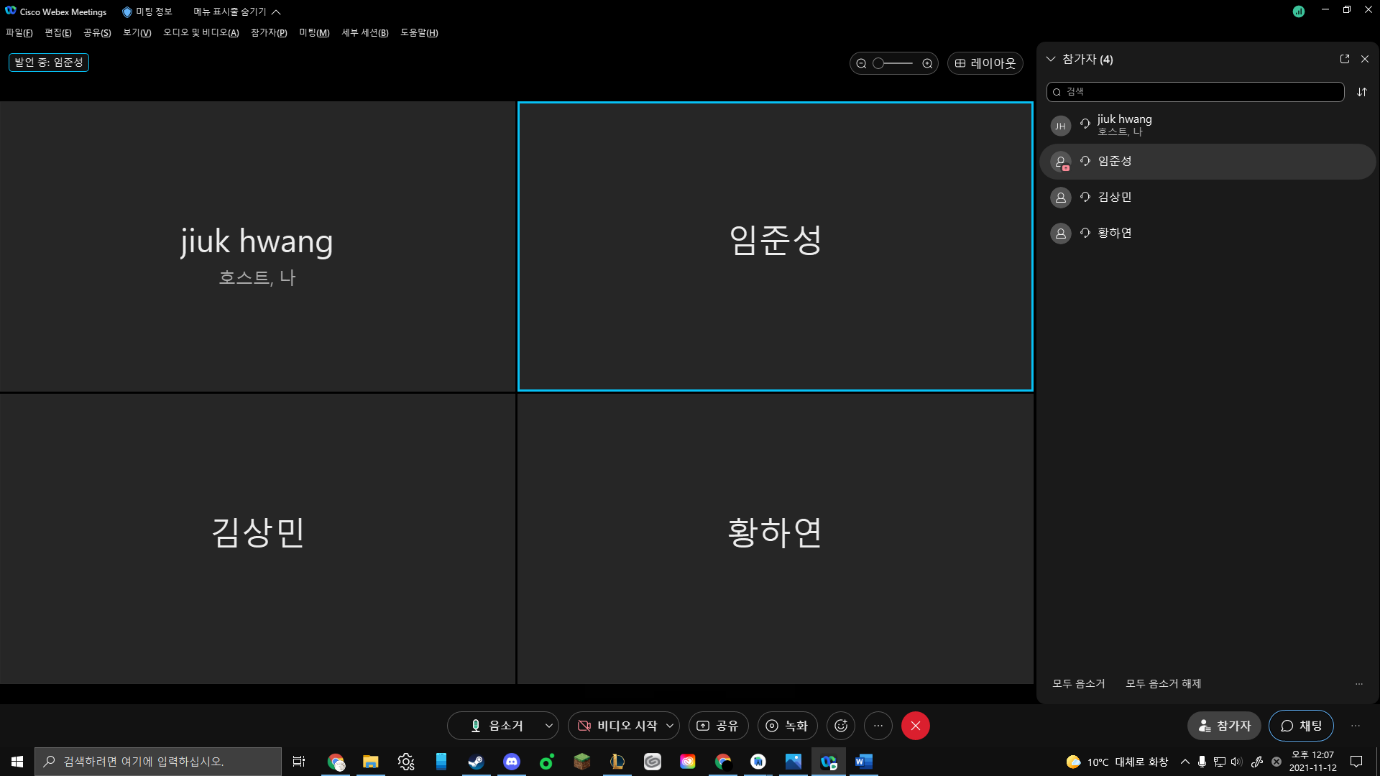 Cisco Webex Meetings 미팅 정보 메뉴 표시줄 숨기기
파일(F) 편집(E) 공유(S) 보기(V) 오디오 및 비디오(A) 참가자(P) 미팅(M) 세부 세션(B) 도움말(H)
발언 중: 임준성
레이아웃
참가자 (4)
검색
JH
jiuk hwang
호스트, 나
임준성
김상민
황하연
jiuk hwang
호스트, 나
임준성
김상민
황하연
모두 음소거 모두 음소거 해제
음소거 비디오 시작 공유 녹화
참가자 채팅
검색하려면 여기에 입력하십시오.
10°C 대체로 화창
오후 12:07
2021-11-12